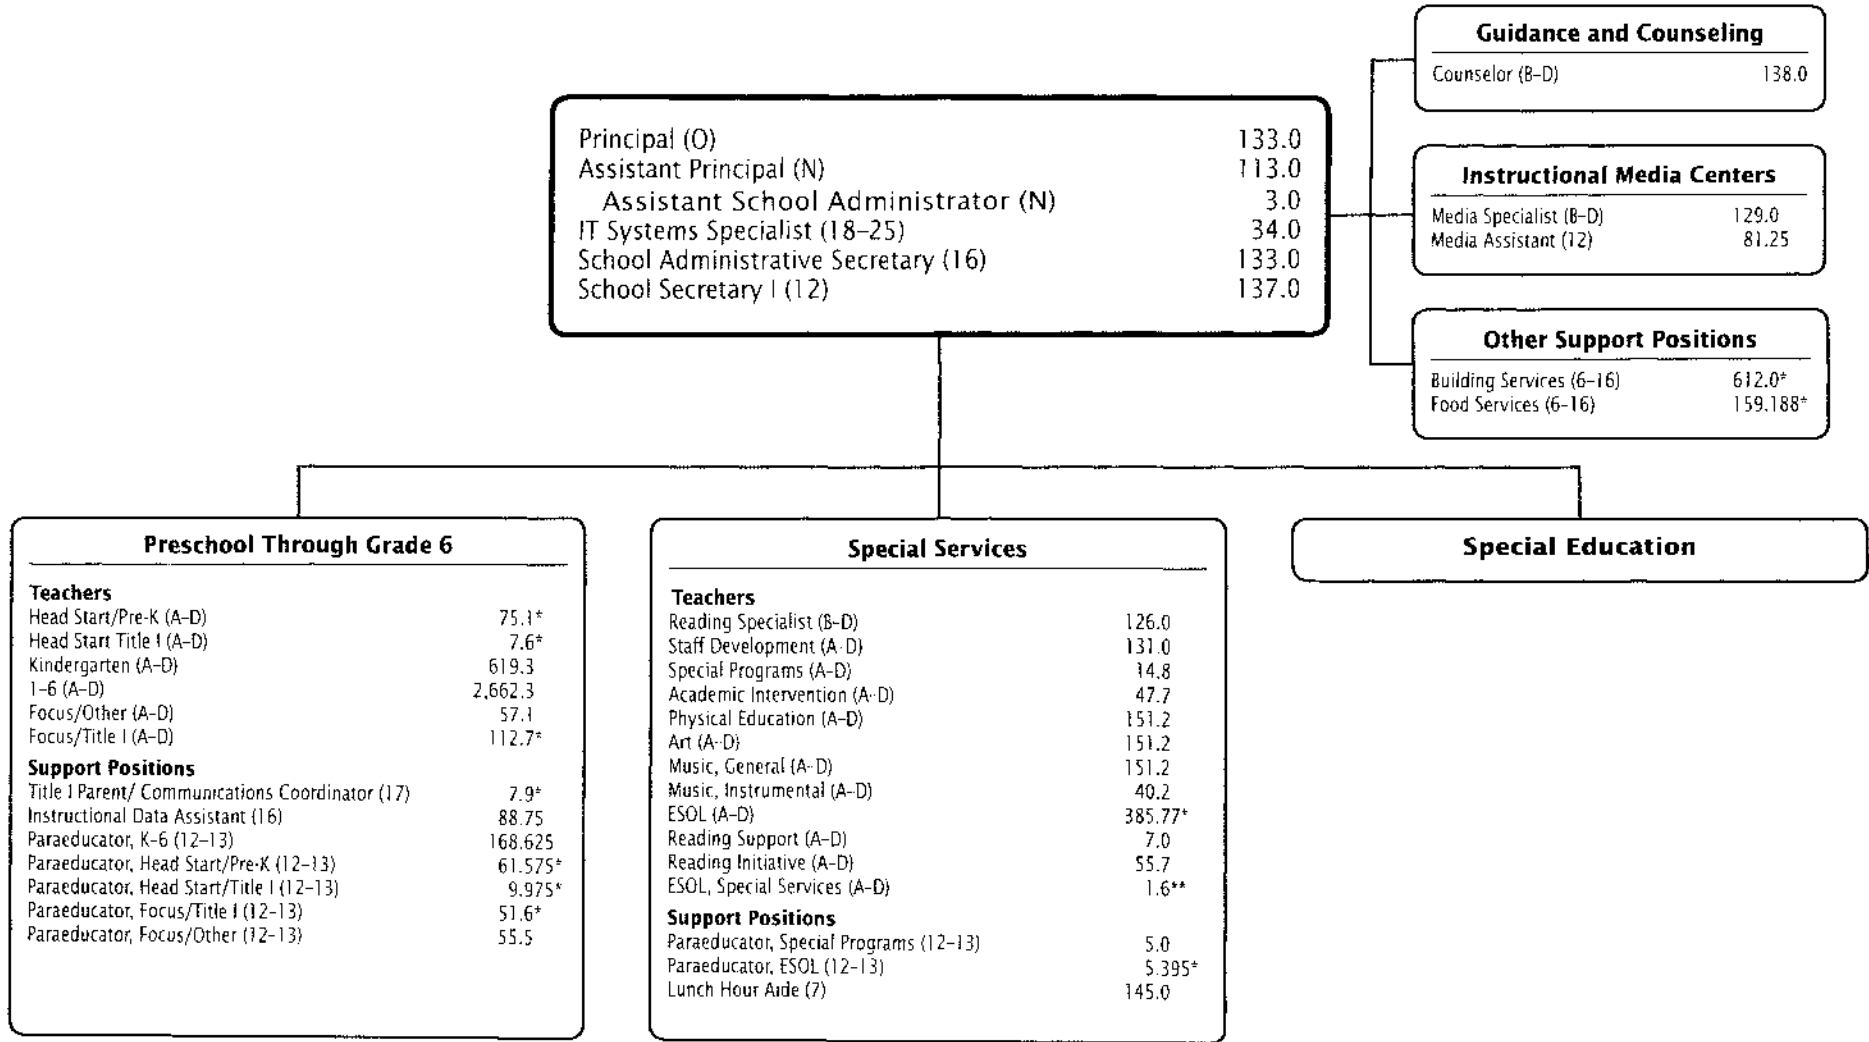 Guidance and Counseling
Counselor (B–D) 138.0
Principal (O) 133.0
Assistant Principal (N) 113.0
Assistant School Administrator (N) 3.0
IT Systems Specialist (18–25) 34.0
School Administrative Secretary (16) 133.0
School Secretary I (12) 137.0
Instructional Media Centers
Media Specialist (B–D) 129.0
Media Assistant (12) 81.25
Other Support Positions
Building Services (6–16) 612.0*
Food Services (6–16) 159.188*
Preschool Through Grade 6
Teachers
Head Start/Pre-K (A–D) 75.1*
Head Start Title I (A–D) 7.6*
Kindergarten (A–D) 619.3
1–6 (A–D) 2,662.3
Focus/Other (A–D) 57.1
Focus/Title I (A–D) 112.7*
Support Positions
Title I Parent/ Communications Coordinator (17) 7.9*
Instructional Data Assistant (16) 88.75
Paraeducator, K–6 (12–13) 168.625
Paraeducator, Head Start/Pre-K (12–13) 61.575*
Paraeducator, Head Start/Title I (12–13) 9.975*
Paraeducator, Focus/Title I (12–13) 51.6*
Paraeducator, Focus/Other (12–13) 55.5
Special Services
Teachers
Reading Specialist (B–D) 126.0
Staff Development (A–D) 131.0
Special Programs (A–D) 14.8
Academic Intervention (A–D) 47.7
Physical Education (A–D) 151.2
Art (A–D) 151.2
Music, General (A–D) 151.2
Music, Instrumental (A–D) 40.2
ESOL (A–D) 385.77*
Reading Support (A–D) 7.0
Reading Initiative (A–D) 55.7
ESOL, Special Services (A–D) 1.6**
Support Positions
Paraeducator, Special Programs (12–13) 5.0
Paraeducator, ESOL (12–13) 5.395*
Lunch Hour Aide (7) 145.0
Special Education